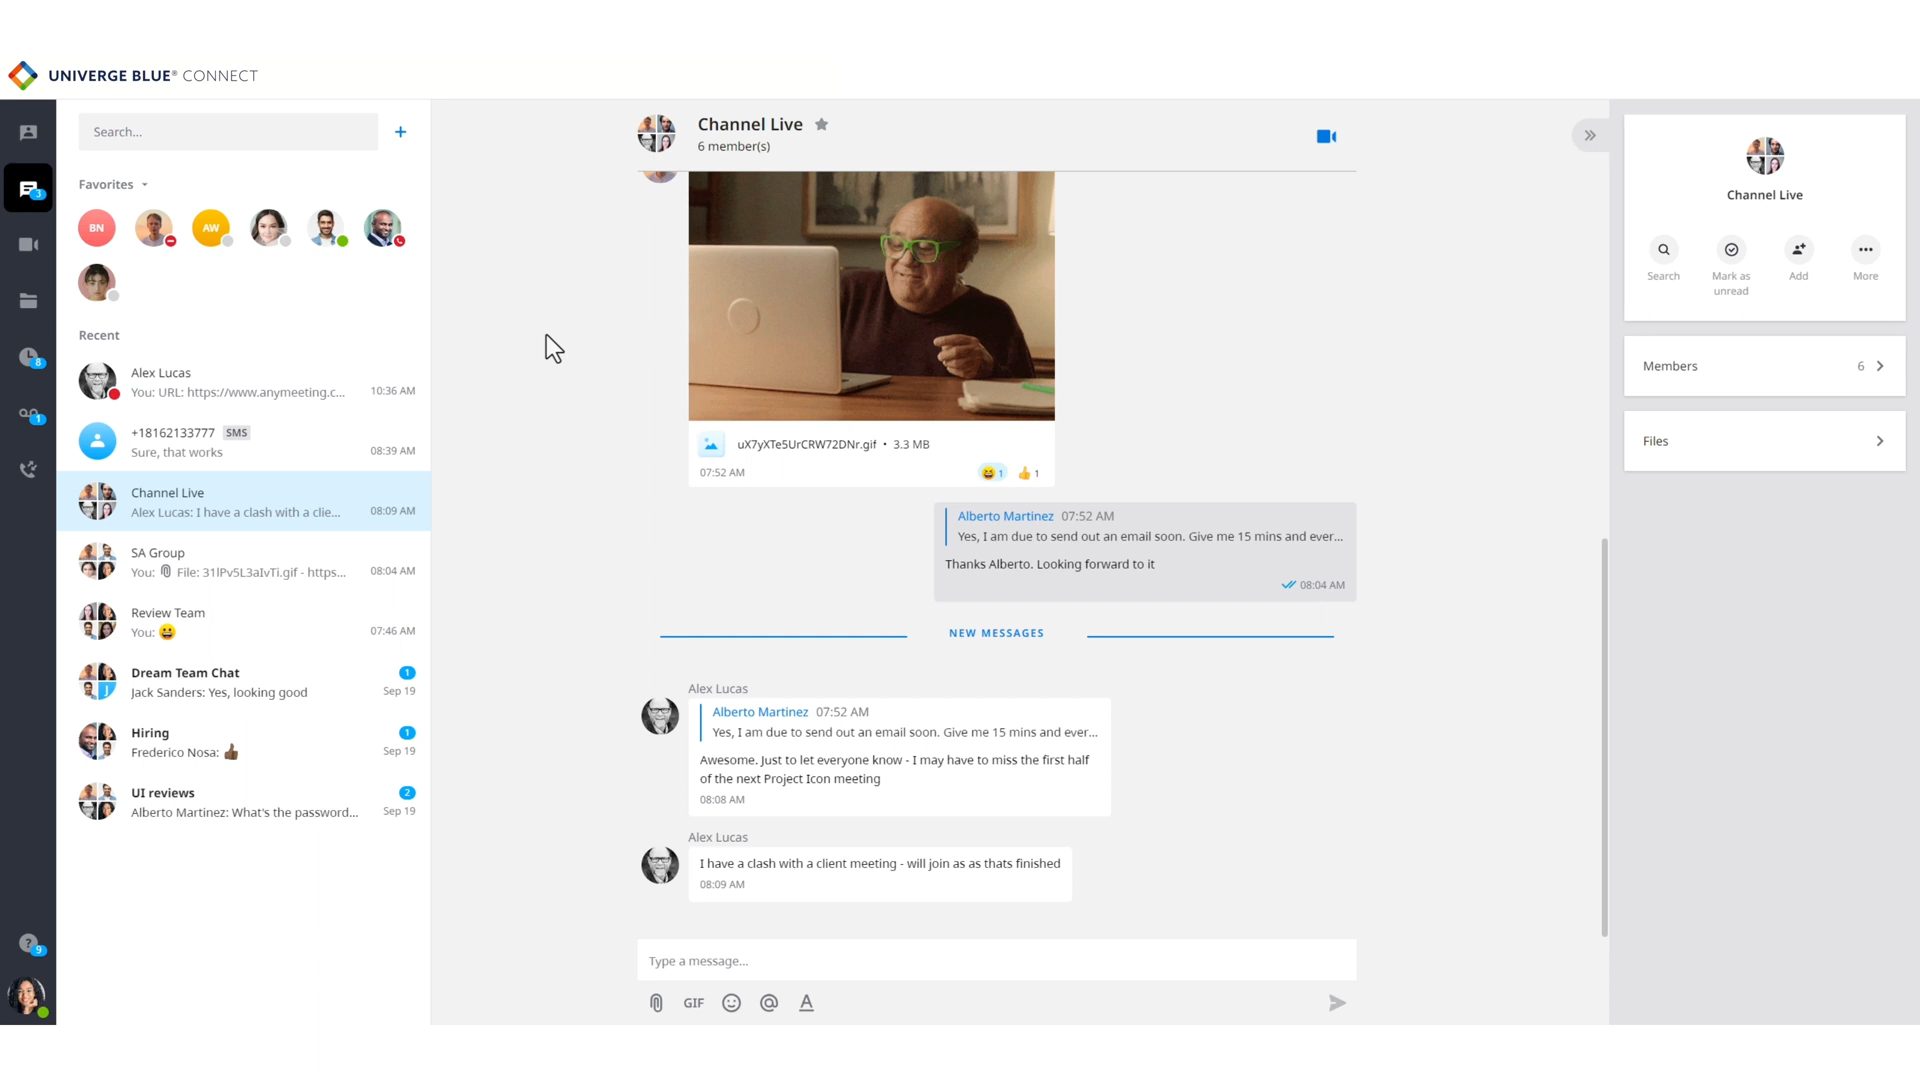 UNIVERGE BLUE® CONNECT
Search...
+
Favorites
BN
AW
Recent
Alex Lucas
You: URL: https://www.anymeeting.c...
10:36 AM
+18162133777 SMS
Sure, that works
08:39 AM
Channel Live
Alex Lucas: I have a clash with a clie...
08:09 AM
SA Group
You: File: 31lPv5L3aIvTi.gif - https...
08:04 AM
Review Team
You: 😀
07:46 AM
J
Dream Team Chat
1
Jack Sanders: Yes, looking good
Sep 19
Hiring
1
Frederico Nosa: 👍🏾
Sep 19
UI reviews
2
Alberto Martinez: What's the password...
Sep 19
3
8
1
9
Channel Live
6 member(s)
uX7yXTe5UrCRW72DNr.gif • 3.3 MB
07:52 AM
😄 1 👍 1
Alberto Martinez 07:52 AM
Yes, I am due to send out an email soon. Give me 15 mins and ever...
Thanks Alberto. Looking forward to it
08:04 AM
NEW MESSAGES
Alex Lucas
Alberto Martinez 07:52 AM
Yes, I am due to send out an email soon. Give me 15 mins and ever...
Awesome. Just to let everyone know - I may have to miss the first half
of the next Project Icon meeting
08:08 AM
Alex Lucas
I have a clash with a client meeting - will join as as thats finished
08:09 AM
Type a message...
GIF
@
A
Channel Live
Search
Mark as
unread
Add
More
Members
6
Files